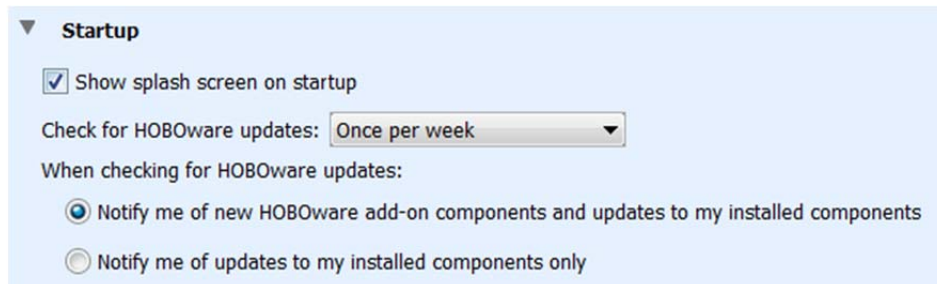 Startup
Show splash screen on startup
Check for HOBOware updates: Once per week
When checking for HOBOware updates:
Notify me of new HOBOware add-on components and updates to my installed components
Notify me of updates to my installed components only